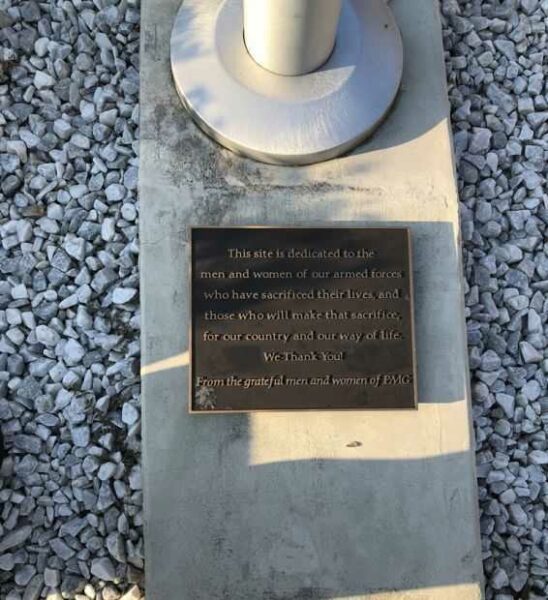 This site is dedicated to the
men and women of our armed forces
who have sacrificed their lives, and
those who will make that sacrifice,
for our country and our way of life.
We Thank You!
From the grateful men and women of PMG